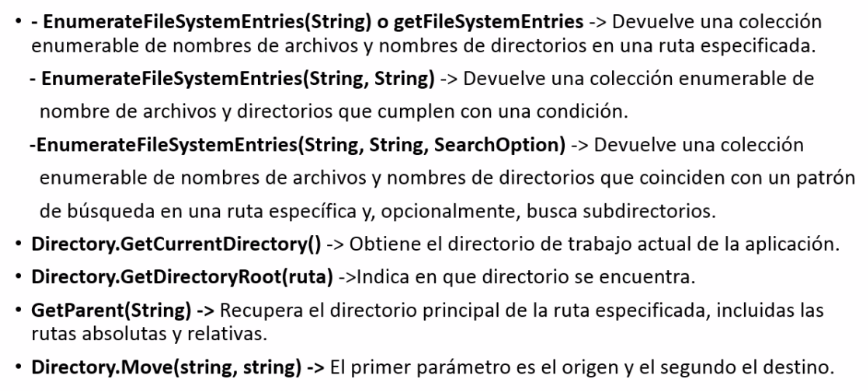 • - EnumerateFileSystemEntries(String) o getFileSystemEntries -> Devuelve una colección
enumerable de nombres de archivos y nombres de directorios en una ruta especificada.
- EnumerateFileSystemEntries(String, String) -> Devuelve una colección enumerable de
nombre de archivos y directorios que cumplen con una condición.
-EnumerateFileSystemEntries(String, String, SearchOption) -> Devuelve una colección
enumerable de nombres de archivos y nombres de directorios que coinciden con un patrón
de búsqueda en una ruta específica y, opcionalmente, busca subdirectorios.
• Directory.GetCurrentDirectory() -> Obtiene el directorio de trabajo actual de la aplicación.
• Directory.GetDirectoryRoot(ruta) ->Indica en que directorio se encuentra.
• GetParent(String) -> Recupera el directorio principal de la ruta especificada, incluidas las
rutas absolutas y relativas.
• Directory.Move(string, string) -> El primer parámetro es el origen y el segundo el destino.